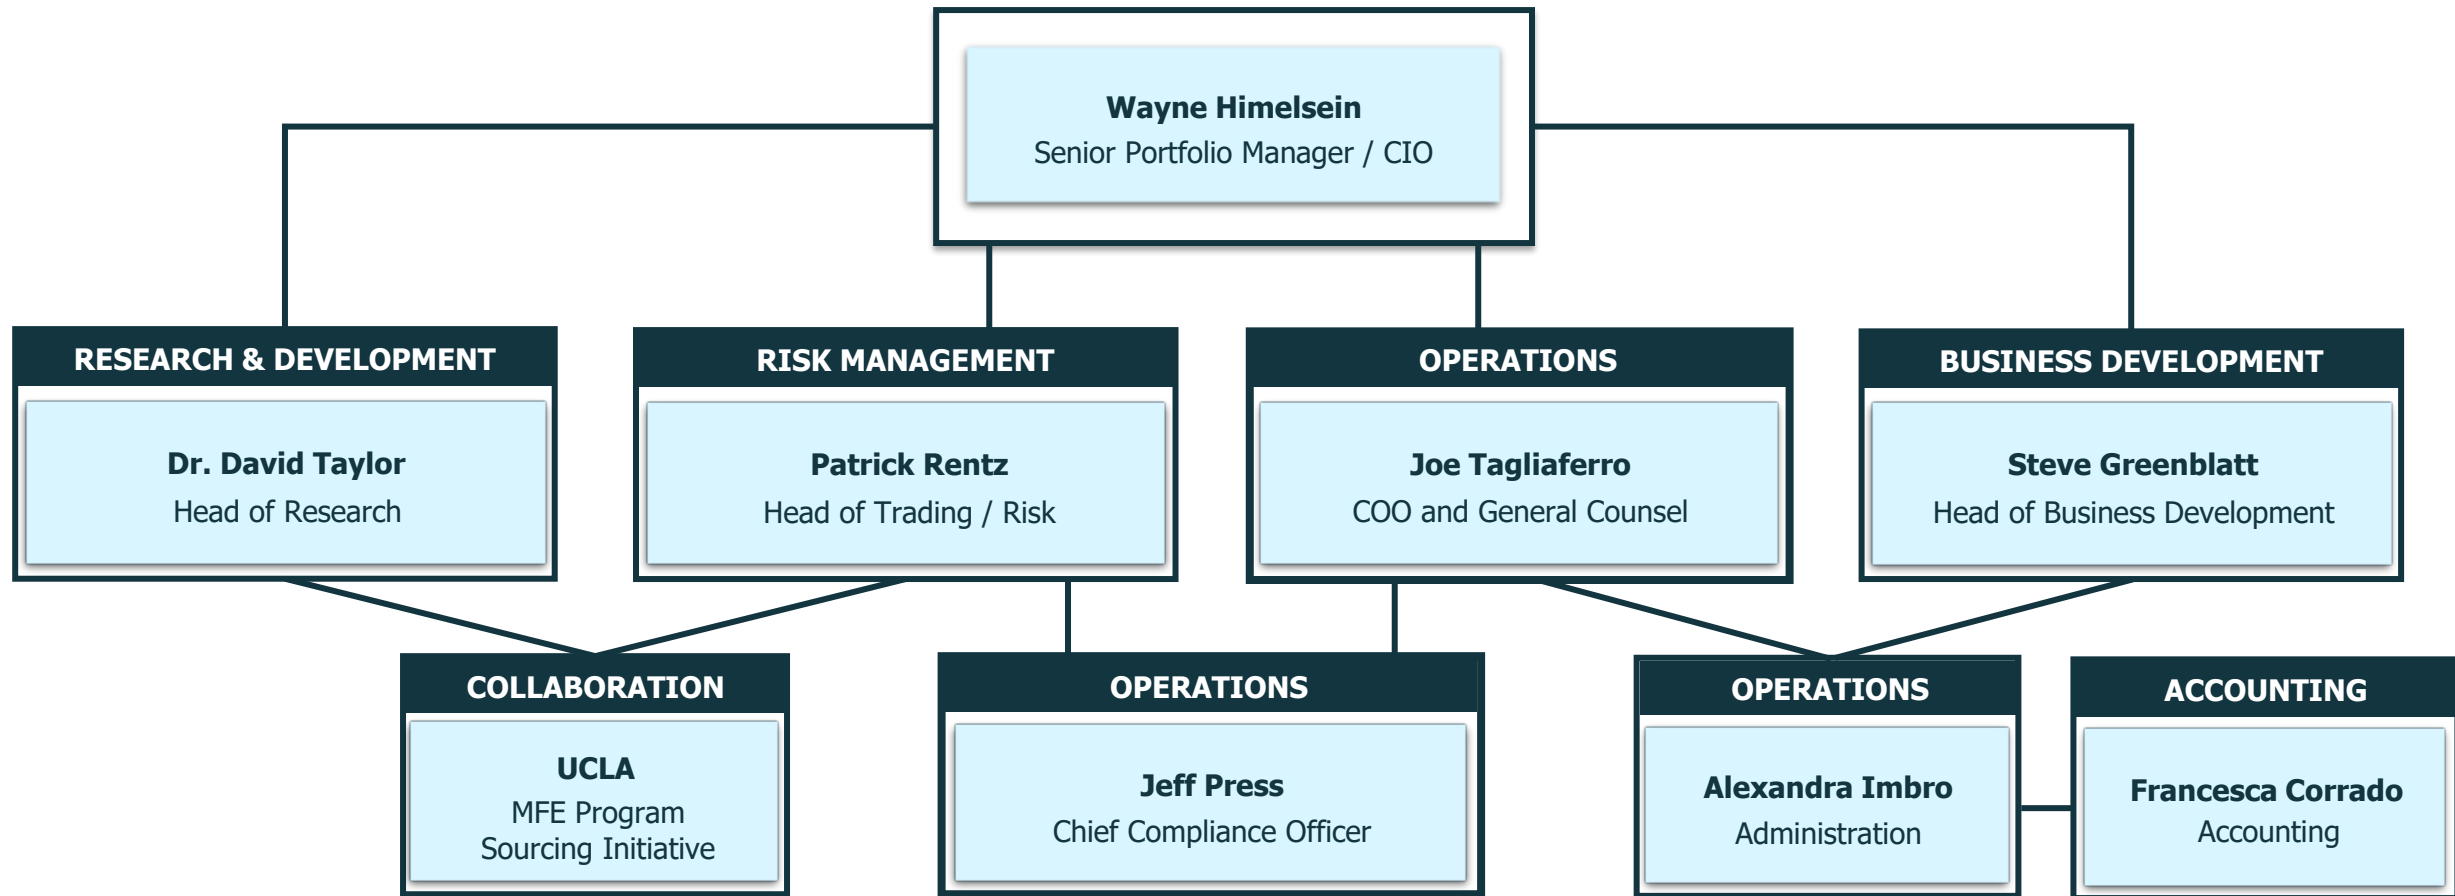 Wayne Himelsein
Senior Portfolio Manager / CIO
RESEARCH & DEVELOPMENT
Dr. David Taylor
Head of Research
RISK MANAGEMENT
Patrick Rentz
Head of Trading / Risk
OPERATIONS
Joe Tagliaferro
COO and General Counsel
BUSINESS DEVELOPMENT
Steve Greenblatt
Head of Business Development
COLLABORATION
UCLA
MFE Program
Sourcing Initiative
OPERATIONS
Jeff Press
Chief Compliance Officer
OPERATIONS
Alexandra Imbro
Administration
ACCOUNTING
Francesca Corrado
Accounting